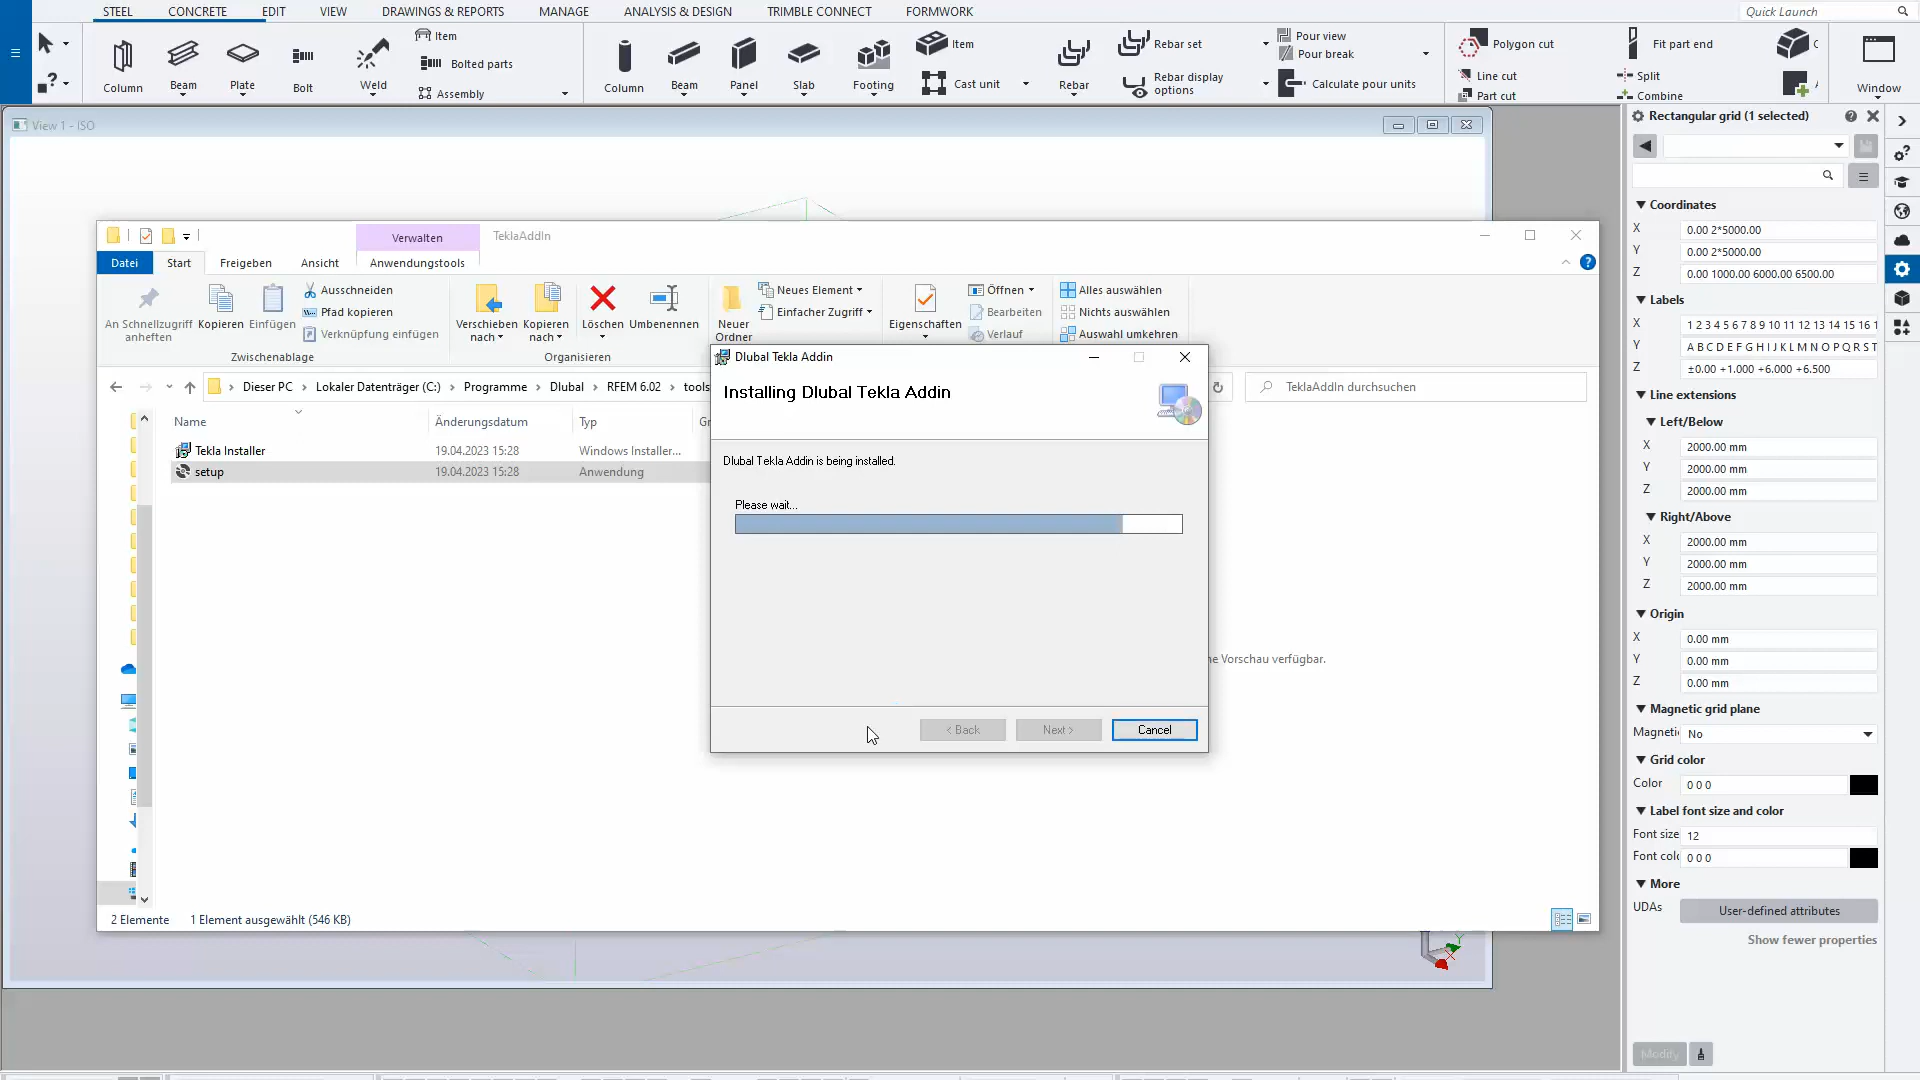 STEEL CONCRETE EDIT VIEW DRAWINGS & REPORTS MANAGE ANALYSIS & DESIGN TRIMBLE CONNECT FORMWORK Quick Launch
Column Beam Plate Bolt Weld
Item
Bolted parts
Assembly
Column Beam Panel Slab Footing
Item
Cast unit
Rebar
Rebar set
Rebar display options
Pour view
Pour break
Calculate pour units
Polygon cut
Line cut
Part cut
Fit part end
Split
Combine
Window
View 1 - ISO
Verwalten TeklaAddIn
Datei Start Freigeben Ansicht Anwendungstools
An Schnellzugriff anheften
Kopieren
Einfügen
Ausschneiden
Pfad kopieren
Verknüpfung einfügen
Zwischenablage
Verschieben nach
Kopieren nach
Löschen
Umbenennen
Organisieren
Neuer Ordner
Neues Element
Einfacher Zugriff
Eigenschaften
Öffnen
Bearbeiten
Verlauf
Alles auswählen
Nichts auswählen
Auswahl umkehren
Dieser PC > Lokaler Datenträger (C:) > Programme > Dlubal > RFEM 6.02 > tools
TeklaAddIn durchsuchen
Name Änderungsdatum Typ
Tekla Installer 19.04.2023 15:28 Windows Installer...
setup 19.04.2023 15:28 Anwendung
Vorschau verfügbar.
2 Elemente 1 Element ausgewählt (546 KB)
Dlubal Tekla Addin
Installing Dlubal Tekla Addin
Dlubal Tekla Addin is being installed.
Please wait...
< Back Next > Cancel
Rectangular grid (1 selected)
Coordinates
X 0.00 2*5000.00
Y 0.00 2*5000.00
Z 0.00 1000.00 6000.00 6500.00
Labels
X 1 2 3 4 5 6 7 8 9 10 11 12 13 14 15 16 1
Y A B C D E F G H I J K L M N O P Q R S T
Z ±0.00 +1.000 +6.000 +6.500
Line extensions
Left/Below
X 2000.00 mm
Y 2000.00 mm
Z 2000.00 mm
Right/Above
X 2000.00 mm
Y 2000.00 mm
Z 2000.00 mm
Origin
X 0.00 mm
Y 0.00 mm
Z 0.00 mm
Magnetic grid plane
Magneti No
Grid color
Color 0 0 0
Label font size and color
Font size 12
Font colo 0 0 0
More
UDAs User-defined attributes
Show fewer properties
Modify